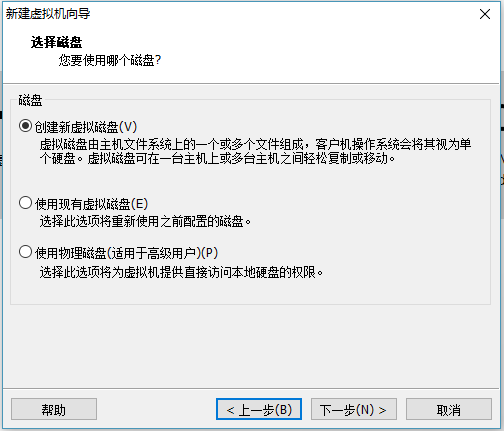 新建虚拟机向导
选择磁盘
您要使用哪个磁盘?
磁盘
创建新虚拟磁盘(V)
虚拟磁盘由主机文件系统上的一个或多个文件组成，客户机操作系统会将其视为单
个硬盘。虚拟磁盘可在一台主机上或多台主机之间轻松复制或移动。
使用现有虚拟磁盘(E)
选择此选项将重新使用之前配置的磁盘。
使用物理磁盘(适用于高级用户)(P)
选择此选项将为虚拟机提供直接访问本地硬盘的权限。
帮助
< 上一步(B)
下一步(N) >
取消